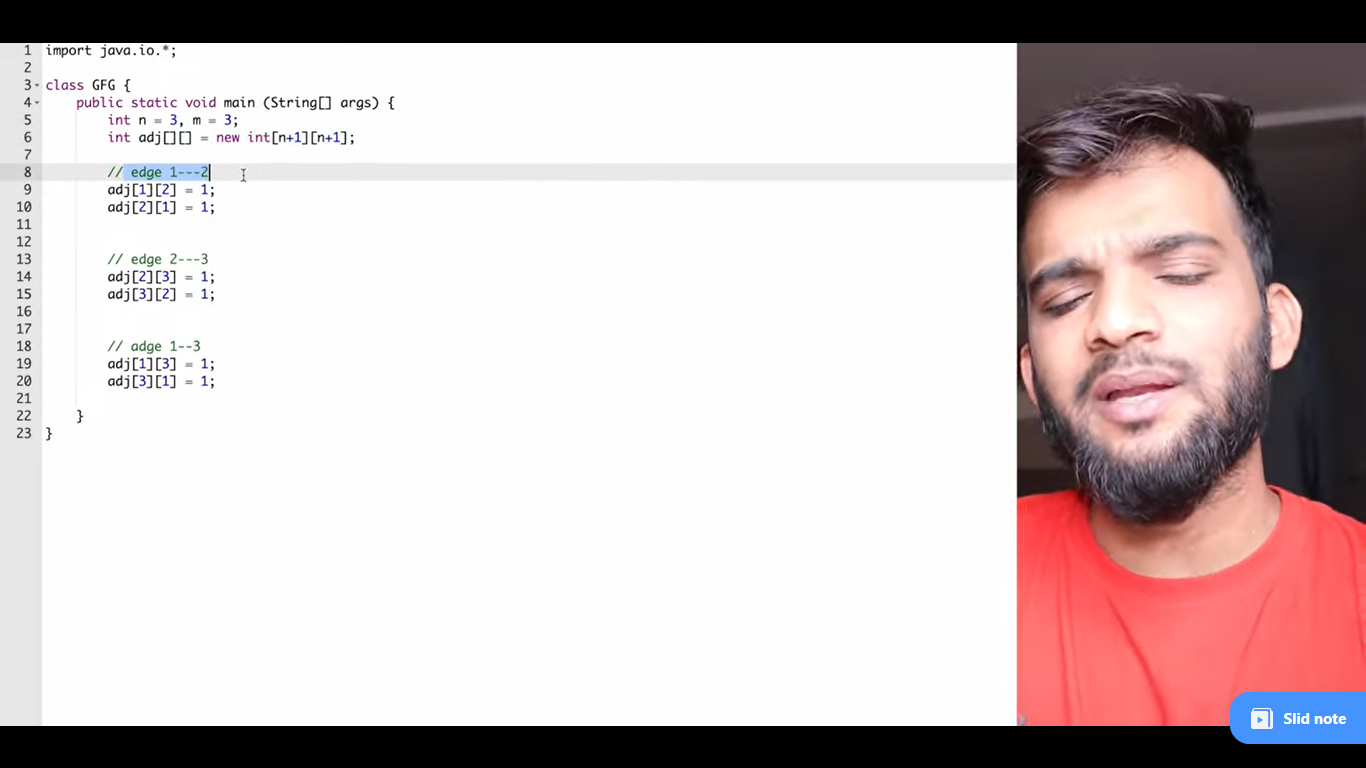 1 import java.io.*;
2
3 class GFG {
4 public static void main (String[] args) {
5 int n = 3, m = 3;
6 int adj[][] = new int[n+1][n+1];
7
8 // edge 1---2
9 adj[1][2] = 1;
10 adj[2][1] = 1;
11
12
13 // edge 2---3
14 adj[2][3] = 1;
15 adj[3][2] = 1;
16
17
18 // adge 1--3
19 adj[1][3] = 1;
20 adj[3][1] = 1;
21
22 }
23 }
Slid note